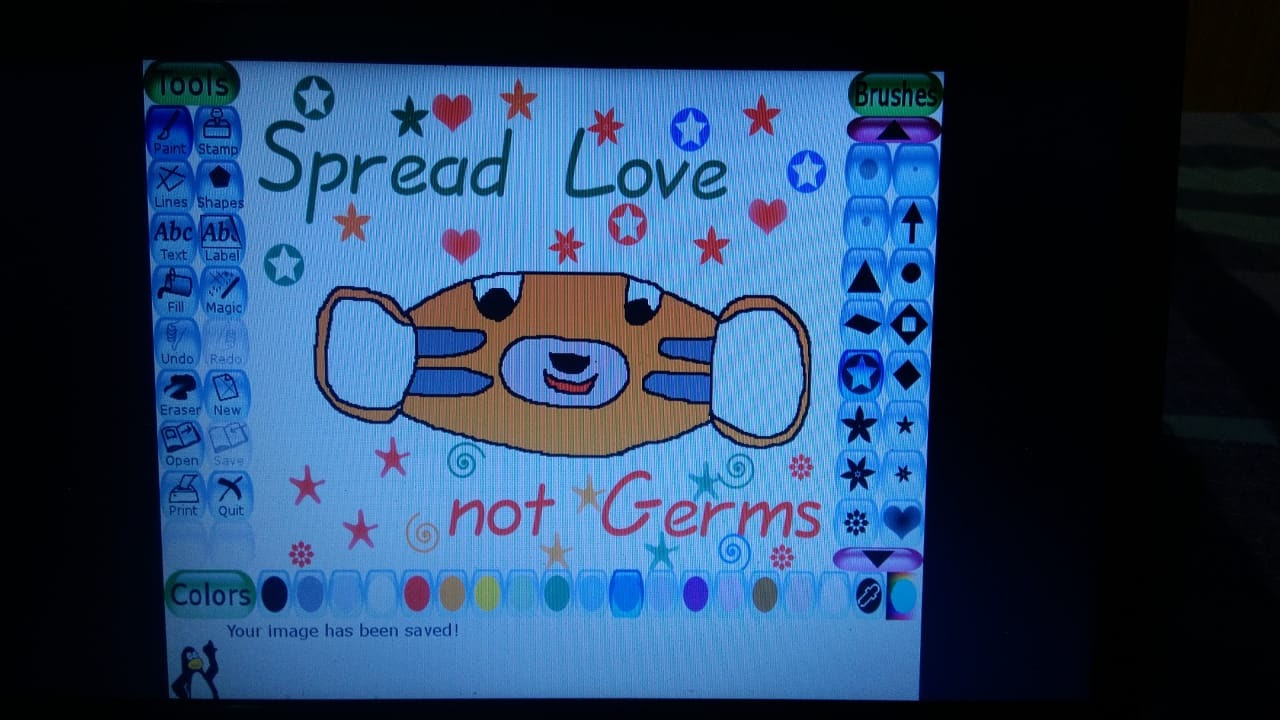 Tools
Brushes
Paint Stamp
Spread Love
Lines Shapes
Abc Abc
Text Label
Fill Magic
Undo Redo
Eraser New
Open Save
Print Quit
not Germs
Colors
Your image has been saved!